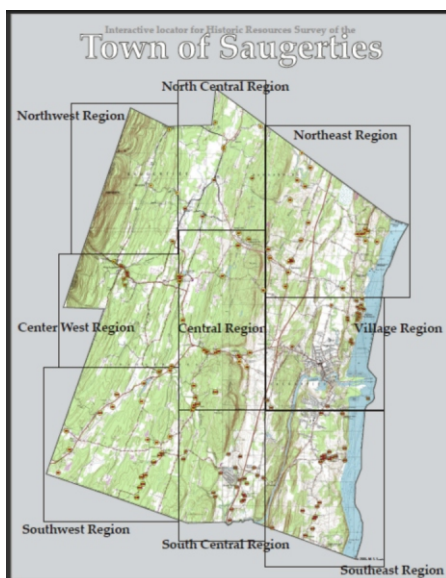 Interactive locator for Historic Resources Survey of the
Town of Saugerties
North Central Region
Northwest Region
Northeast Region
Center West Region
Central Region
Village Region
Southwest Region
South Central Region
Southeast Region